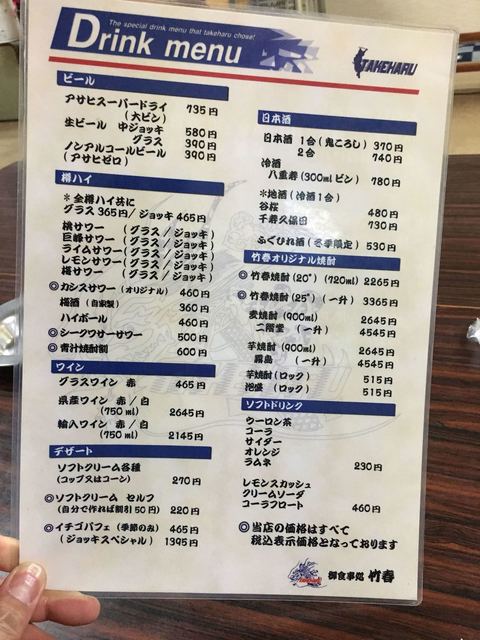 The special drink menu that takeharu chose!
Drink menu
TAKEHARU
ビール
アサヒスーパードライ 735円
(大ビン)
生ビール 中ジョッキ 580円
グラス 390円
ノンアルコールビール 390円
(アサヒゼロ)
樽ハイ
＊全樽ハイ共に
グラス 365円/ジョッキ 465円
桃サワー (グラス/ジョッキ)
巨峰サワー (グラス/ジョッキ)
ライムサワー (グラス/ジョッキ)
レモンサワー (グラス/ジョッキ)
梅サワー (グラス/ジョッキ)
◎カシスサワー (オリジナル) 460円
梅酒 (自家製) 360円
ハイボール 460円
◎シークワサーサワー 500円
◎青汁焼酎割 600円
ワイン
グラスワイン 赤 465円
県産ワイン 赤/白
(750ml) 2645円
輸入ワイン 赤/白
(750ml) 2145円
デザート
ソフトクリーム各種
(コップスはコーン) 270円
◎ソフトクリーム セルフ
(自分で作れば割引50円) 220円
◎イチゴパフェ (季節のみ) 465円
(ジョッキスペシャル) 1395円
日本酒
日本酒 1合(鬼ころし) 370円
2合 740円
冷酒
八重寿(300mlビン) 780円
＊地酒(冷酒1合)
谷桜 480円
千寿久保田 730円
ふぐひれ酒(冬季限定) 530円
竹春オリジナル焼酎
◎竹春焼酎(20°) (720ml) 2265円
◎竹春焼酎(25°) (一升) 3365円
麦焼酎(900ml) 2645円
二階堂 (一升) 4545円
芋焼酎(900ml) 2645円
霧島 (一升) 4545円
芋焼酎(ロック) 515円
泡盛 (ロック) 515円
ソフトドリンク
ウーロン茶
コーラ
サイダー
オレンジ
ラムネ 230円
レモンスカッシュ
クリームソーダ
コーラフロート 460円
◎当店の価格はすべて
税込表示価格となっております
御食事処 竹春